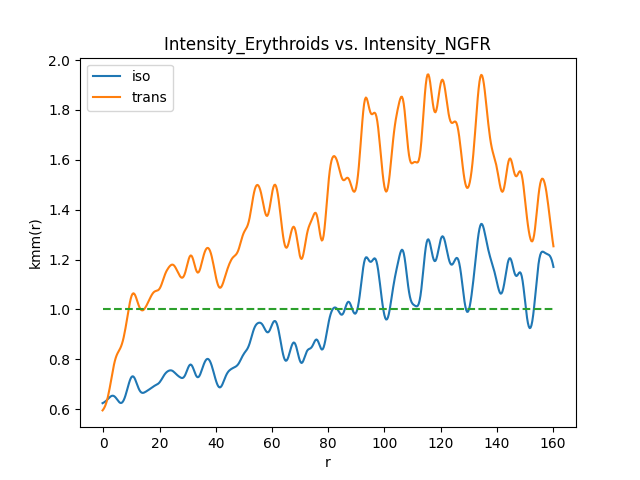 Intensity_Erythroids vs. Intensity_NGFR
iso
trans
kmm(r)
2.0
1.8
1.6
1.4
1.2
1.0
0.8
0.6
0 20 40 60 80 100 120 140 160
r